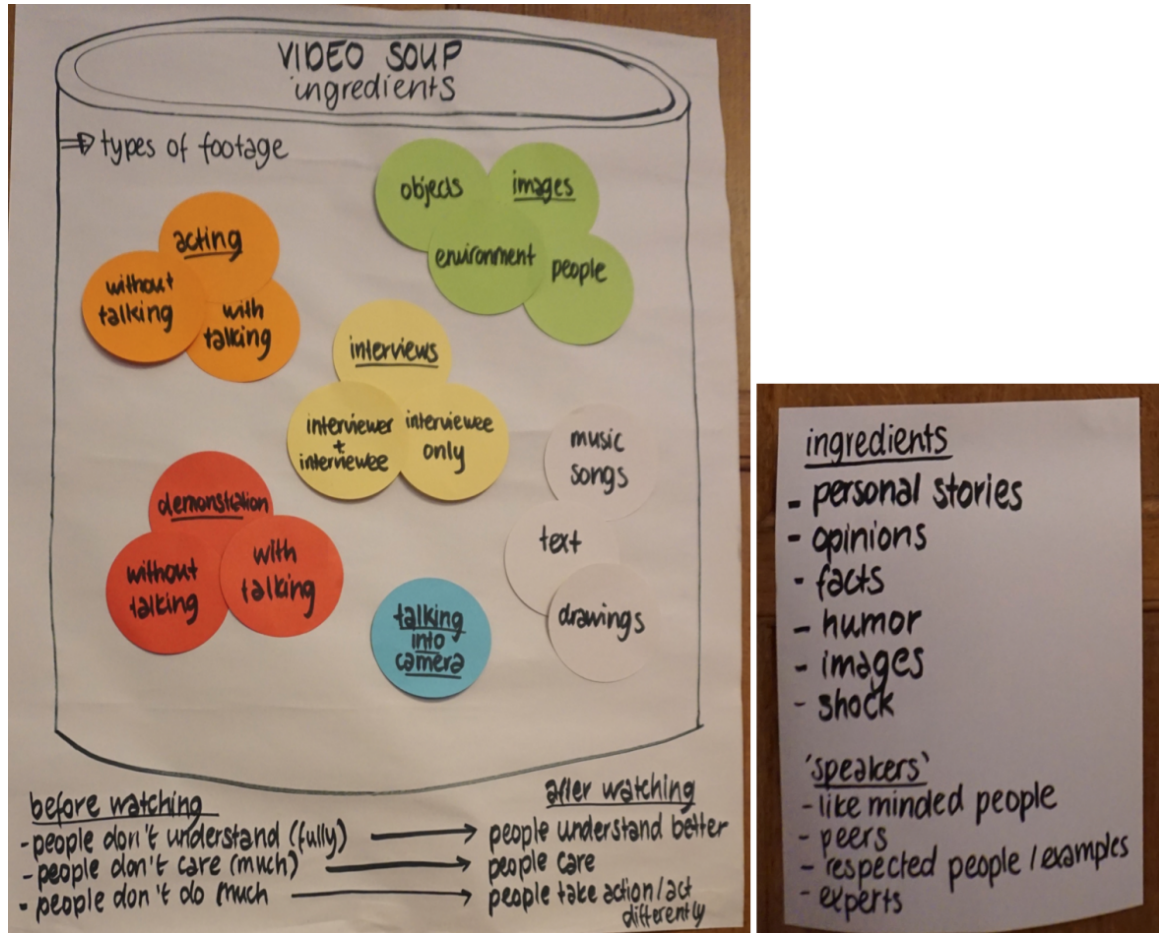 VIDEO SOUP
ingredients
types of footage
objects
images
environment
people
acting
without
talking
with
talking
interviews
interviewer
+
interviewee
interviewee
only
music
songs
text
drawings
demonstration
without
talking
with
talking
talking
into
camera
before watching
- people don't understand (fully)
- people don't care (much)
- people don't do much
after watching
people understand better
people care
people take action/act
differently
ingredients
- personal stories
- opinions
- facts
- humor
- images
- shock
'speakers'
- like minded people
- peers
- respected people/examples
- experts